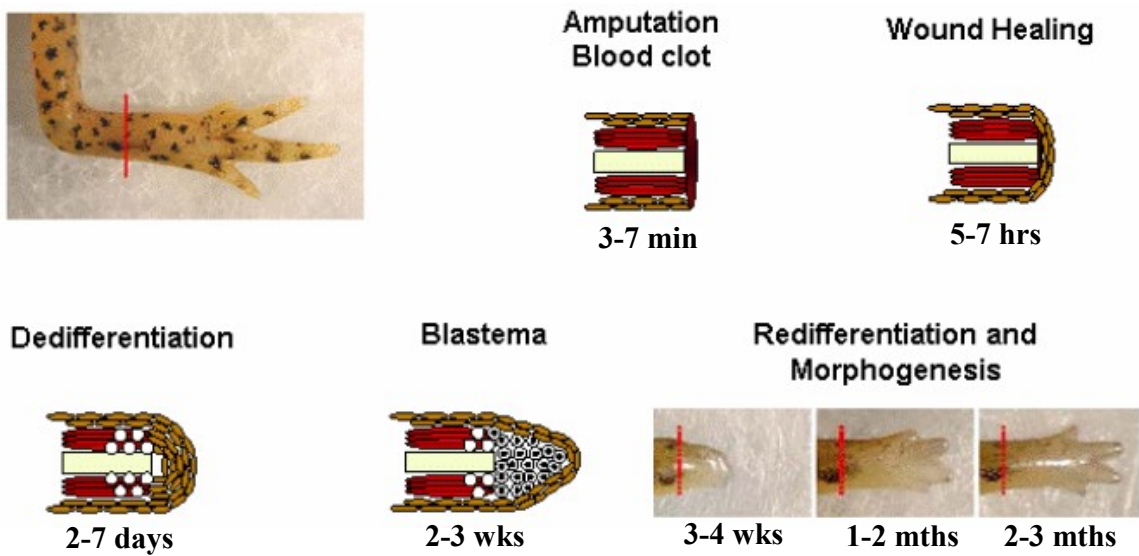 Amputation
Blood clot
Wound Healing
3-7 min
5-7 hrs
Dedifferentiation
Blastema
Redifferentiation and
Morphogenesis
2-7 days
2-3 wks
3-4 wks
1-2 mths
2-3 mths